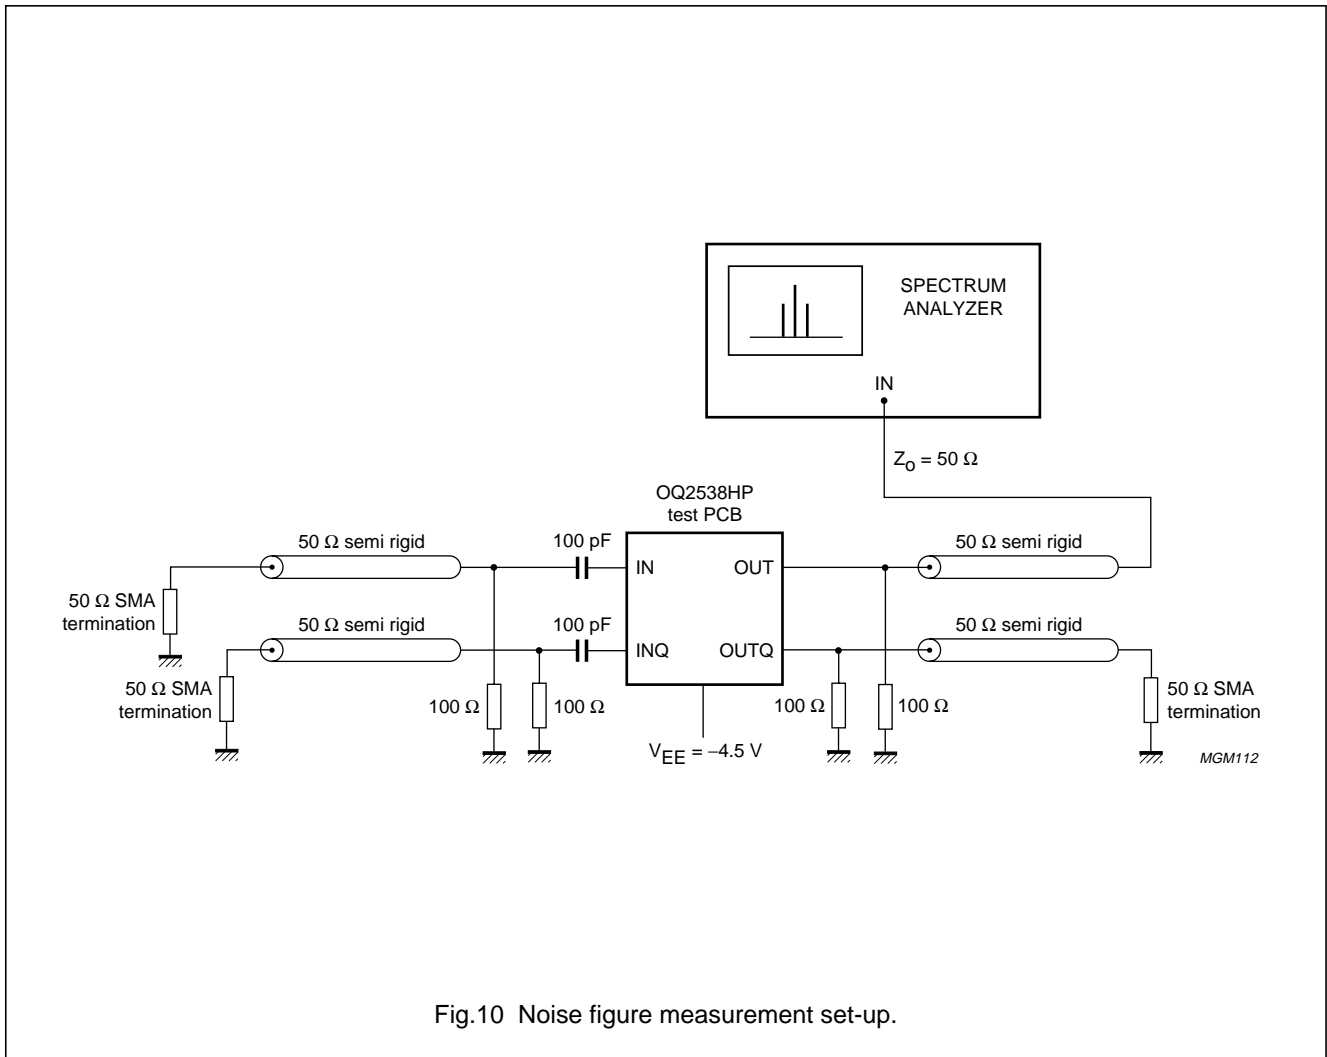 SPECTRUM
ANALYZER
IN
Z₀ = 50 Ω
OQ2538HP
test PCB
50 Ω semi rigid
100 pF
IN
OUT
50 Ω semi rigid
50 Ω SMA
termination
50 Ω semi rigid
100 pF
INQ
OUTQ
50 Ω semi rigid
50 Ω SMA
termination
100 Ω
100 Ω
100 Ω
100 Ω
50 Ω SMA
termination
V_EE = −4.5 V
MGM112
Fig.10 Noise figure measurement set-up.